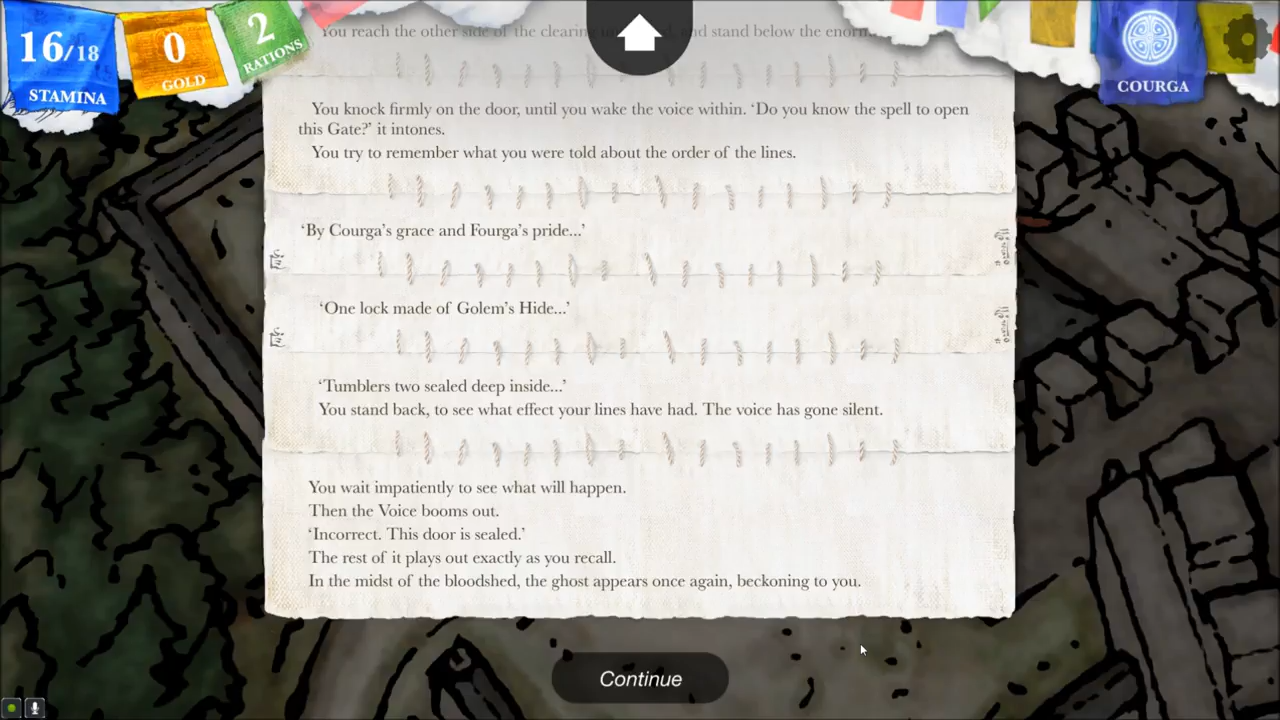 16/18
STAMINA
0
GOLD
2
RATIONS
COURGA
You reach the other side of the clearing and stand below the
You knock firmly on the door, until you wake the voice within. ‘Do you know the spell to open
this Gate?’ it intones.
You try to remember what you were told about the order of the lines.
‘By Courga’s grace and Fourga’s pride...’
‘One lock made of Golem’s Hide...’
‘Tumblers two sealed deep inside...’
You stand back, to see what effect your lines have had. The voice has gone silent.
You wait impatiently to see what will happen.
Then the Voice booms out.
‘Incorrect. This door is sealed.’
The rest of it plays out exactly as you recall.
In the midst of the bloodshed, the ghost appears once again, beckoning to you.
Continue